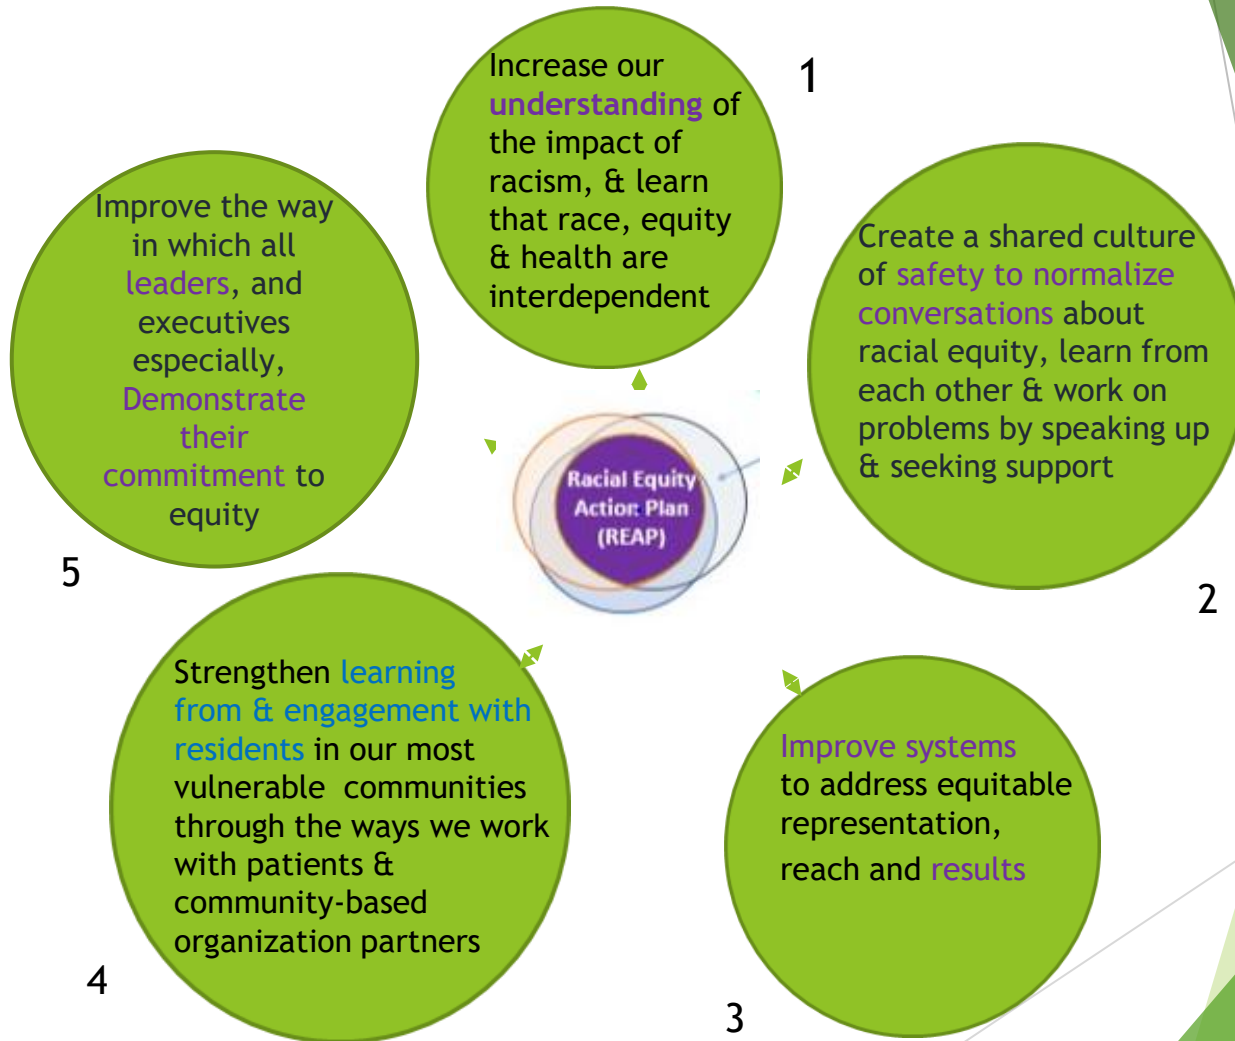 1
Increase our
understanding of
the impact of
racism, & learn
that race, equity
& health are
interdependent
Create a shared culture
of safety to normalize
conversations about
racial equity, learn from
each other & work on
problems by speaking up
& seeking support
2
Improve systems
to address equitable
representation,
reach and results
3
Strengthen learning
from & engagement with
residents in our most
vulnerable communities
through the ways we work
with patients &
community-based
organization partners
4
Improve the way
in which all
leaders, and
executives
especially,
Demonstrate
their
commitment to
equity
5
Racial Equity
Action Plan
(REAP)